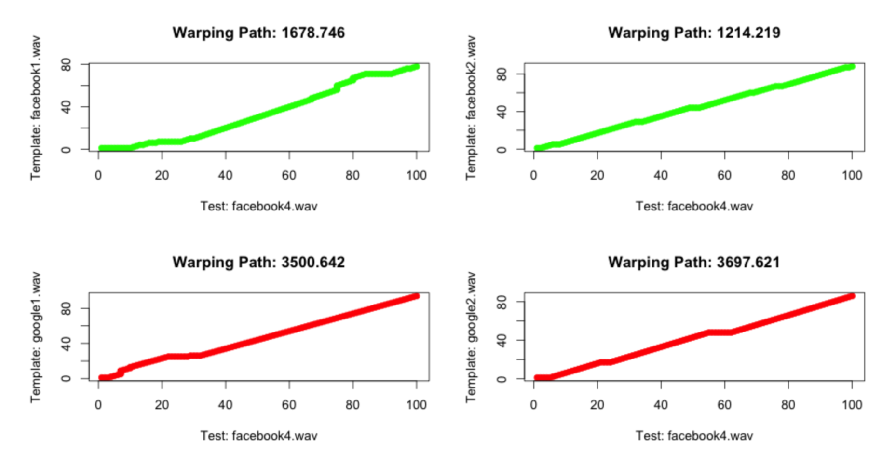 Warping Path: 1678.746
Template: facebook1.wav
80
40
0
0 20 40 60 80 100
Test: facebook4.wav
Warping Path: 1214.219
Template: facebook2.wav
80
40
0
0 20 40 60 80 100
Test: facebook4.wav
Warping Path: 3500.642
Template: google1.wav
80
40
0
0 20 40 60 80 100
Test: facebook4.wav
Warping Path: 3697.621
Template: google2.wav
80
40
0
0 20 40 60 80 100
Test: facebook4.wav